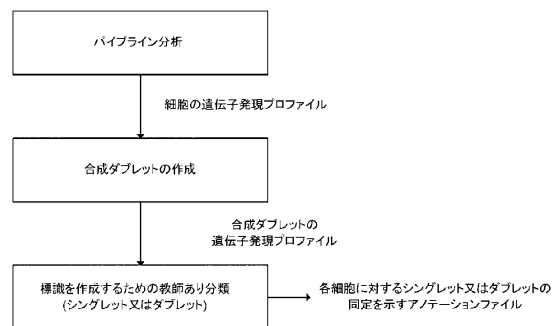 パイプライン分析
細胞の遺伝子発現プロファイル
合成ダブレットの作成
合成ダブレットの
遺伝子発現プロファイル
標識を作成するための教師あり分類
(シングレット又はダブレット)
各細胞に対するシングレット又はダブレットの
同定を示すアノテーションファイル